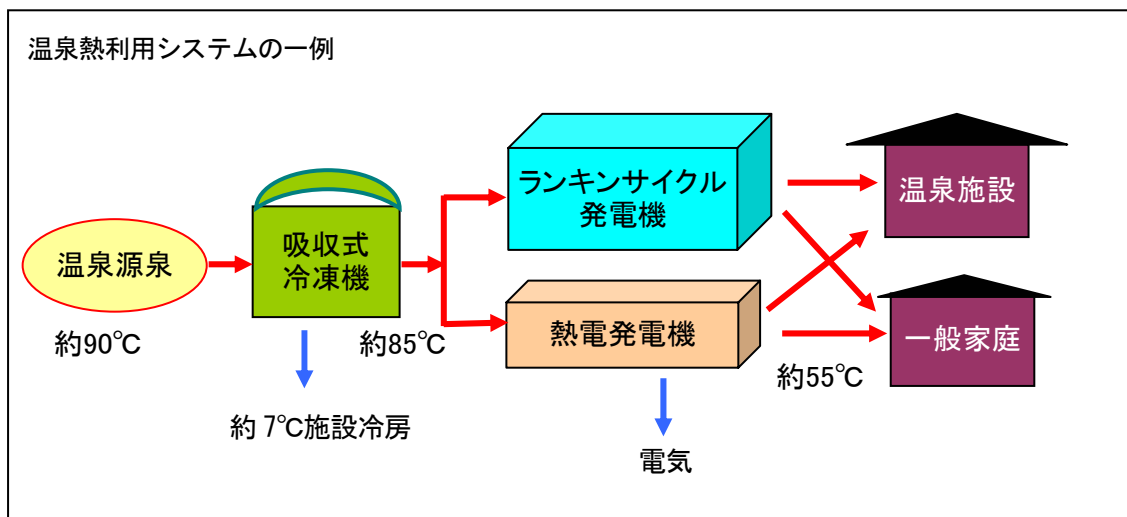 温泉熱利用システムの一例
ランキンサイクル
発電機
温泉施設
温泉源泉
吸収式
冷凍機
熱電発電機
一般家庭
約90℃
約85℃
約55℃
約 7℃施設冷房
電気